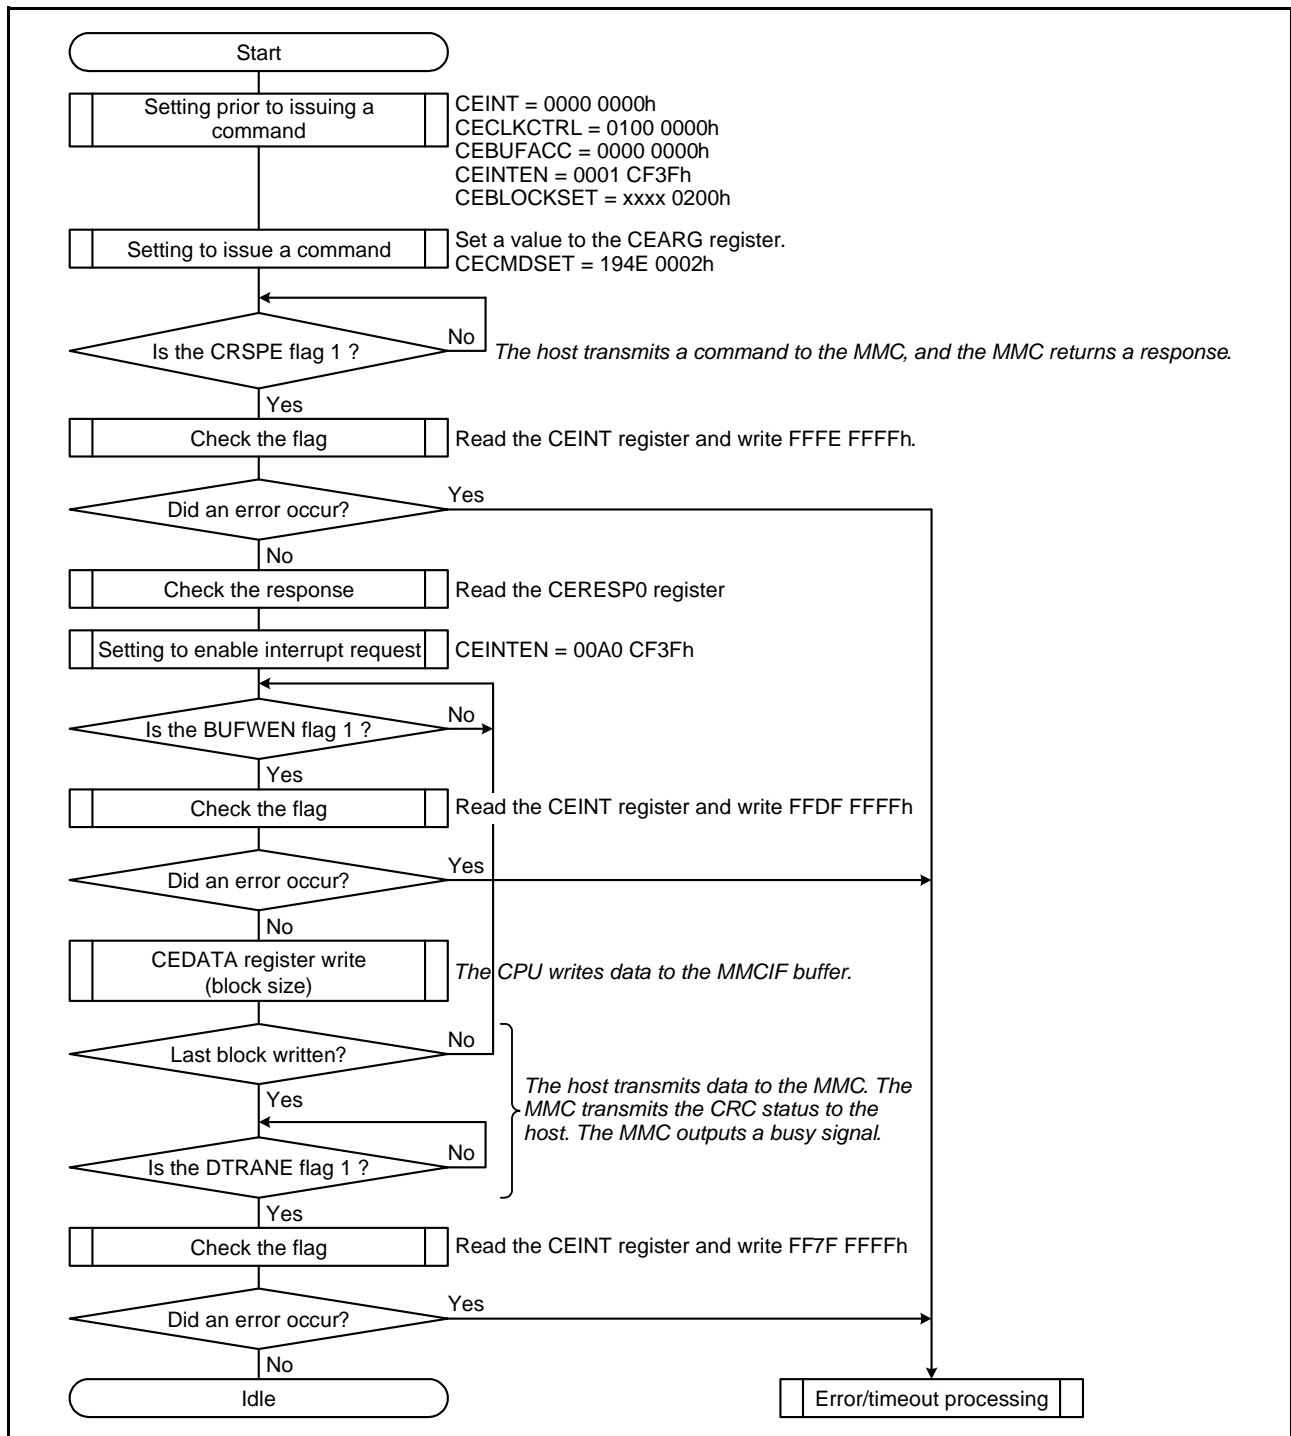 Start
Setting prior to issuing a
command
CEINT = 0000 0000h
CECLKCTRL = 0100 0000h
CEBUFACC = 0000 0000h
CEINTEN = 0001 CF3Fh
CEBLOCKSET = xxxx 0200h
Setting to issue a command
Set a value to the CEARG register.
CECMDSET = 194E 0002h
Is the CRSPE flag 1 ?
No
The host transmits a command to the MMC, and the MMC returns a response.
Yes
Check the flag
Read the CEINT register and write FFFE FFFFh.
Did an error occur?
Yes
No
Check the response
Read the CERESP0 register
Setting to enable interrupt request
CEINTEN = 00A0 CF3Fh
Is the BUFWEN flag 1 ?
No
Yes
Check the flag
Read the CEINT register and write FFDF FFFFh
Did an error occur?
Yes
No
CEDATA register write
(block size)
The CPU writes data to the MMCIF buffer.
Last block written?
No
Yes
The host transmits data to the MMC. The
MMC transmits the CRC status to the
host. The MMC outputs a busy signal.
Is the DTRANE flag 1 ?
No
Yes
Check the flag
Read the CEINT register and write FF7F FFFFh
Did an error occur?
Yes
No
Idle
Error/timeout processing